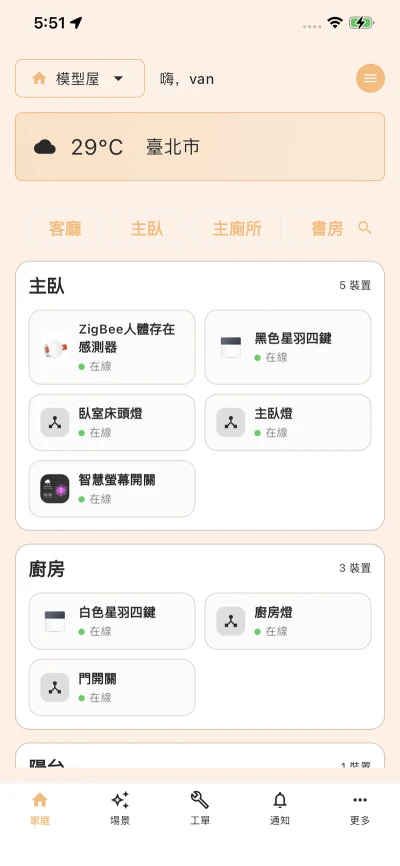 5:51
模型屋
嗨，van
29°C 臺北市
客廳 主臥 主廁所 書房
主臥 5 裝置
ZigBee人體存在
感測器
在線
黑色星羽四鍵
在線
臥室床頭燈
在線
主臥燈
在線
智慧螢幕開關
在線
廚房 3 裝置
白色星羽四鍵
在線
廚房燈
在線
門開關
在線
陽台 1 裝置
家庭 場景 工單 通知 更多